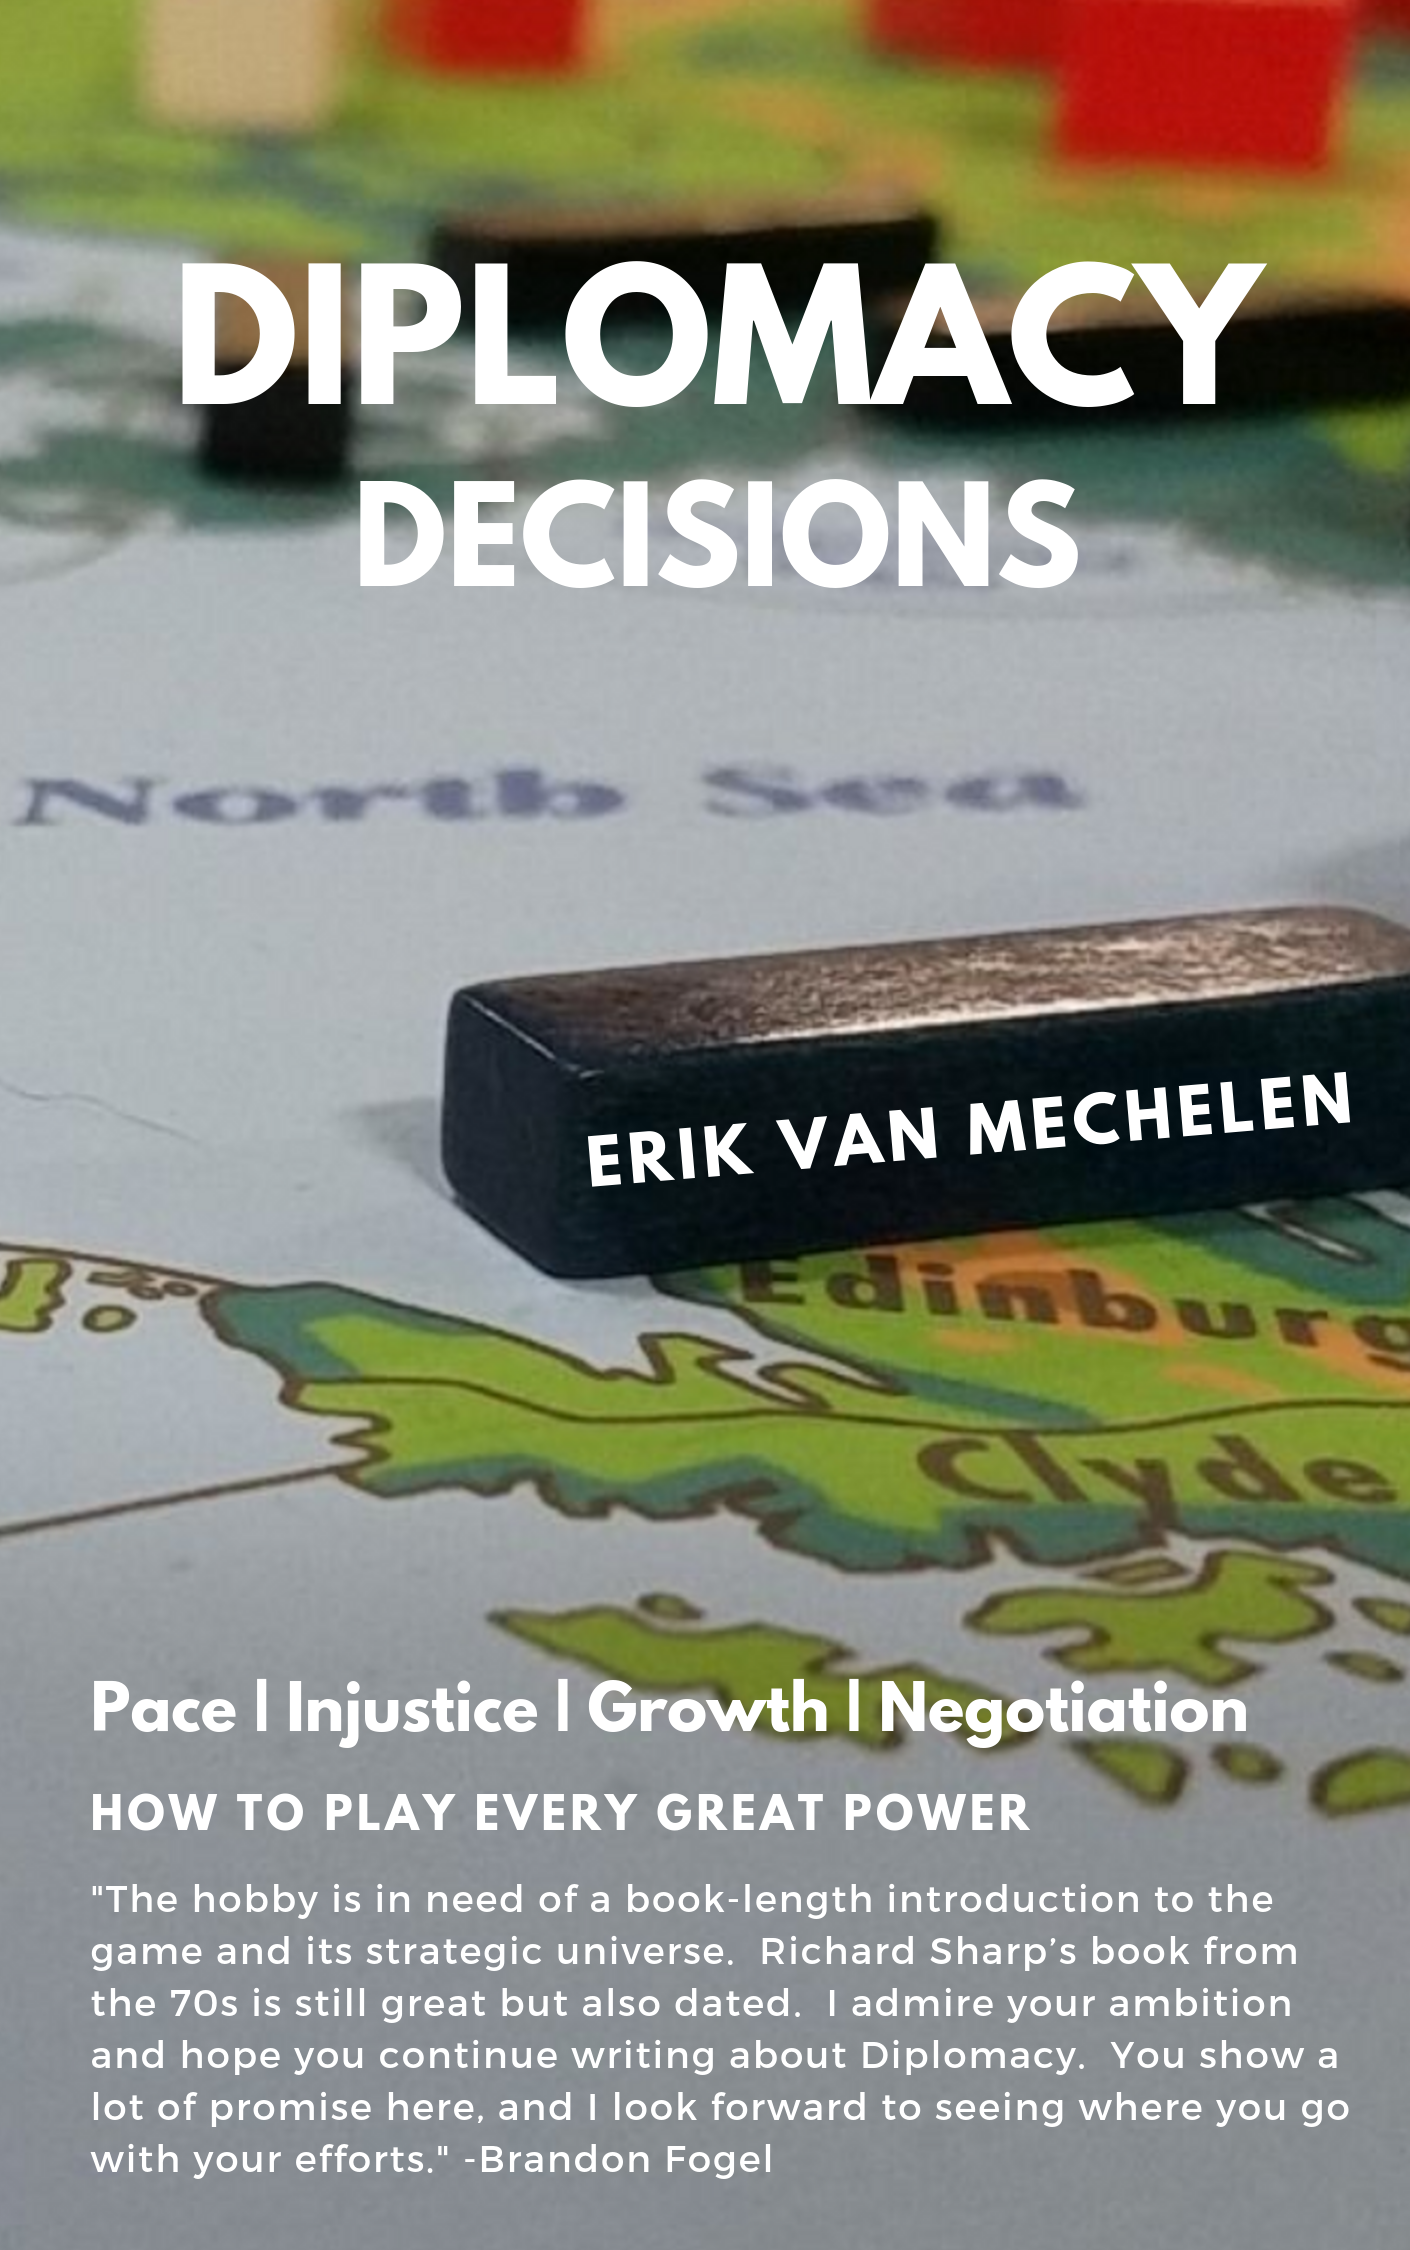 DIPLOMACY
DECISIONS
North Sea
ERIK VAN MECHELEN
Edinburg
Clyde
Pace | Injustice | Growth | Negotiation
HOW TO PLAY EVERY GREAT POWER
"The hobby is in need of a book-length introduction to the
game and its strategic universe.  Richard Sharp’s book from
the 70s is still great but also dated.  I admire your ambition
and hope you continue writing about Diplomacy.  You show a
lot of promise here, and I look forward to seeing where you go
with your efforts." -Brandon Fogel